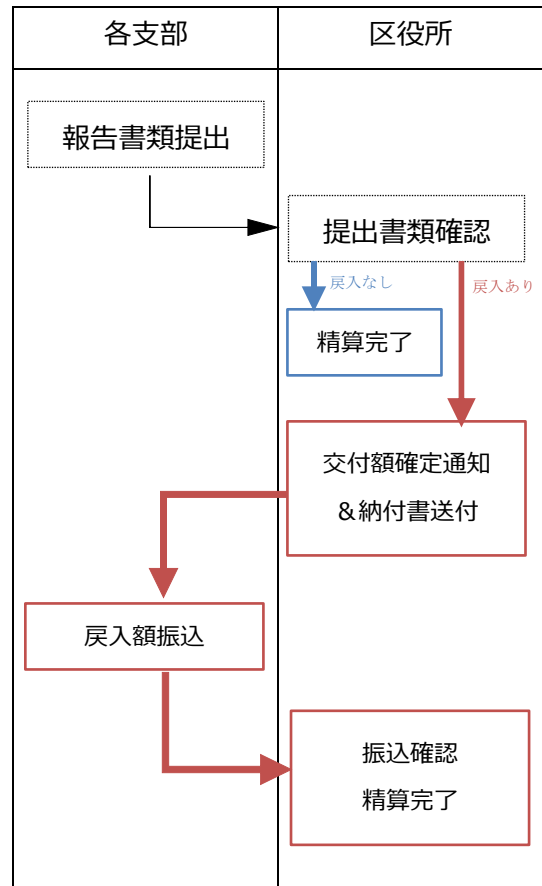 各支部
区役所
報告書類提出
提出書類確認
戻入なし
戻入あり
精算完了
交付額確定通知
&納付書送付
戻入額振込
振込確認
精算完了